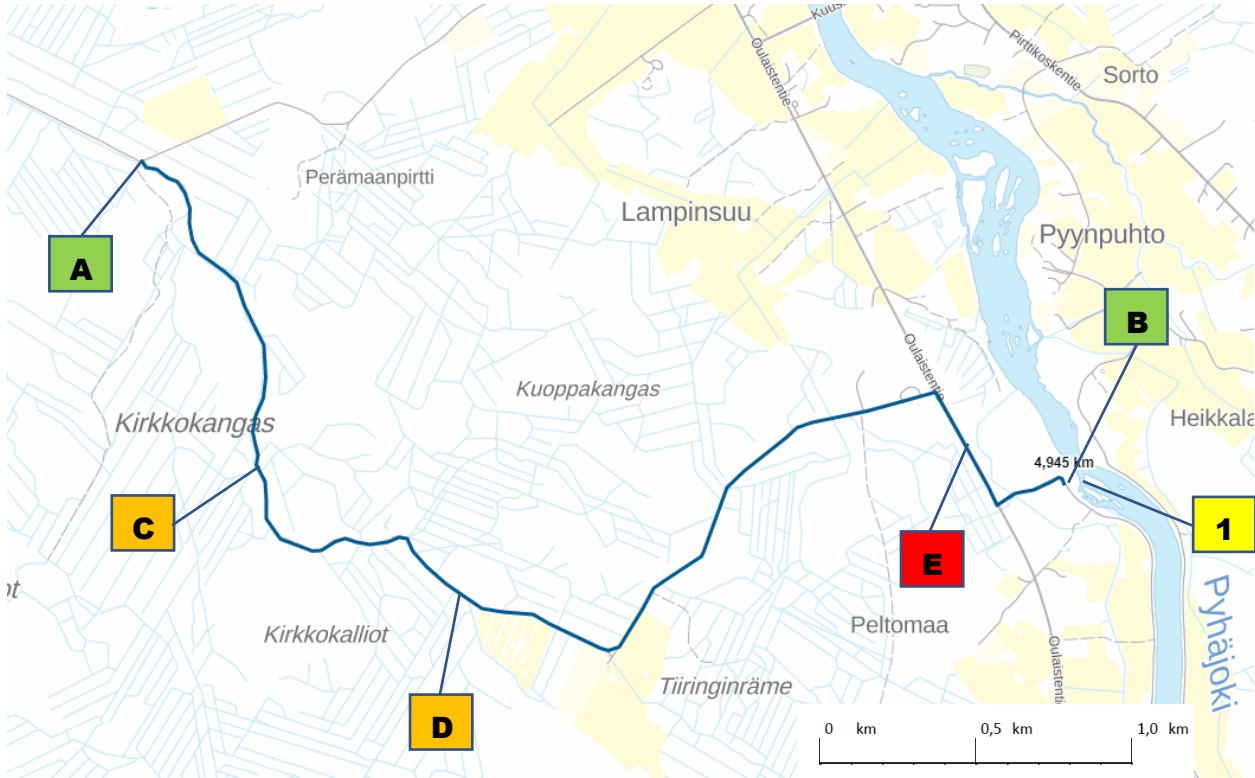 Oulaistentie
Pirttikoskentie
Sorto
Perämaanpirtti
Lampinsuu
Pyynpuhto
A
B
Oulaistentie
Kuoppakangas
Kirkkokangas
Heikkala
4,945 km
C
1
E
Kirkkokalliot
Peltomaa
Pyhäjoki
Tiiringinräme
D
0 km 0,5 km 1,0 km